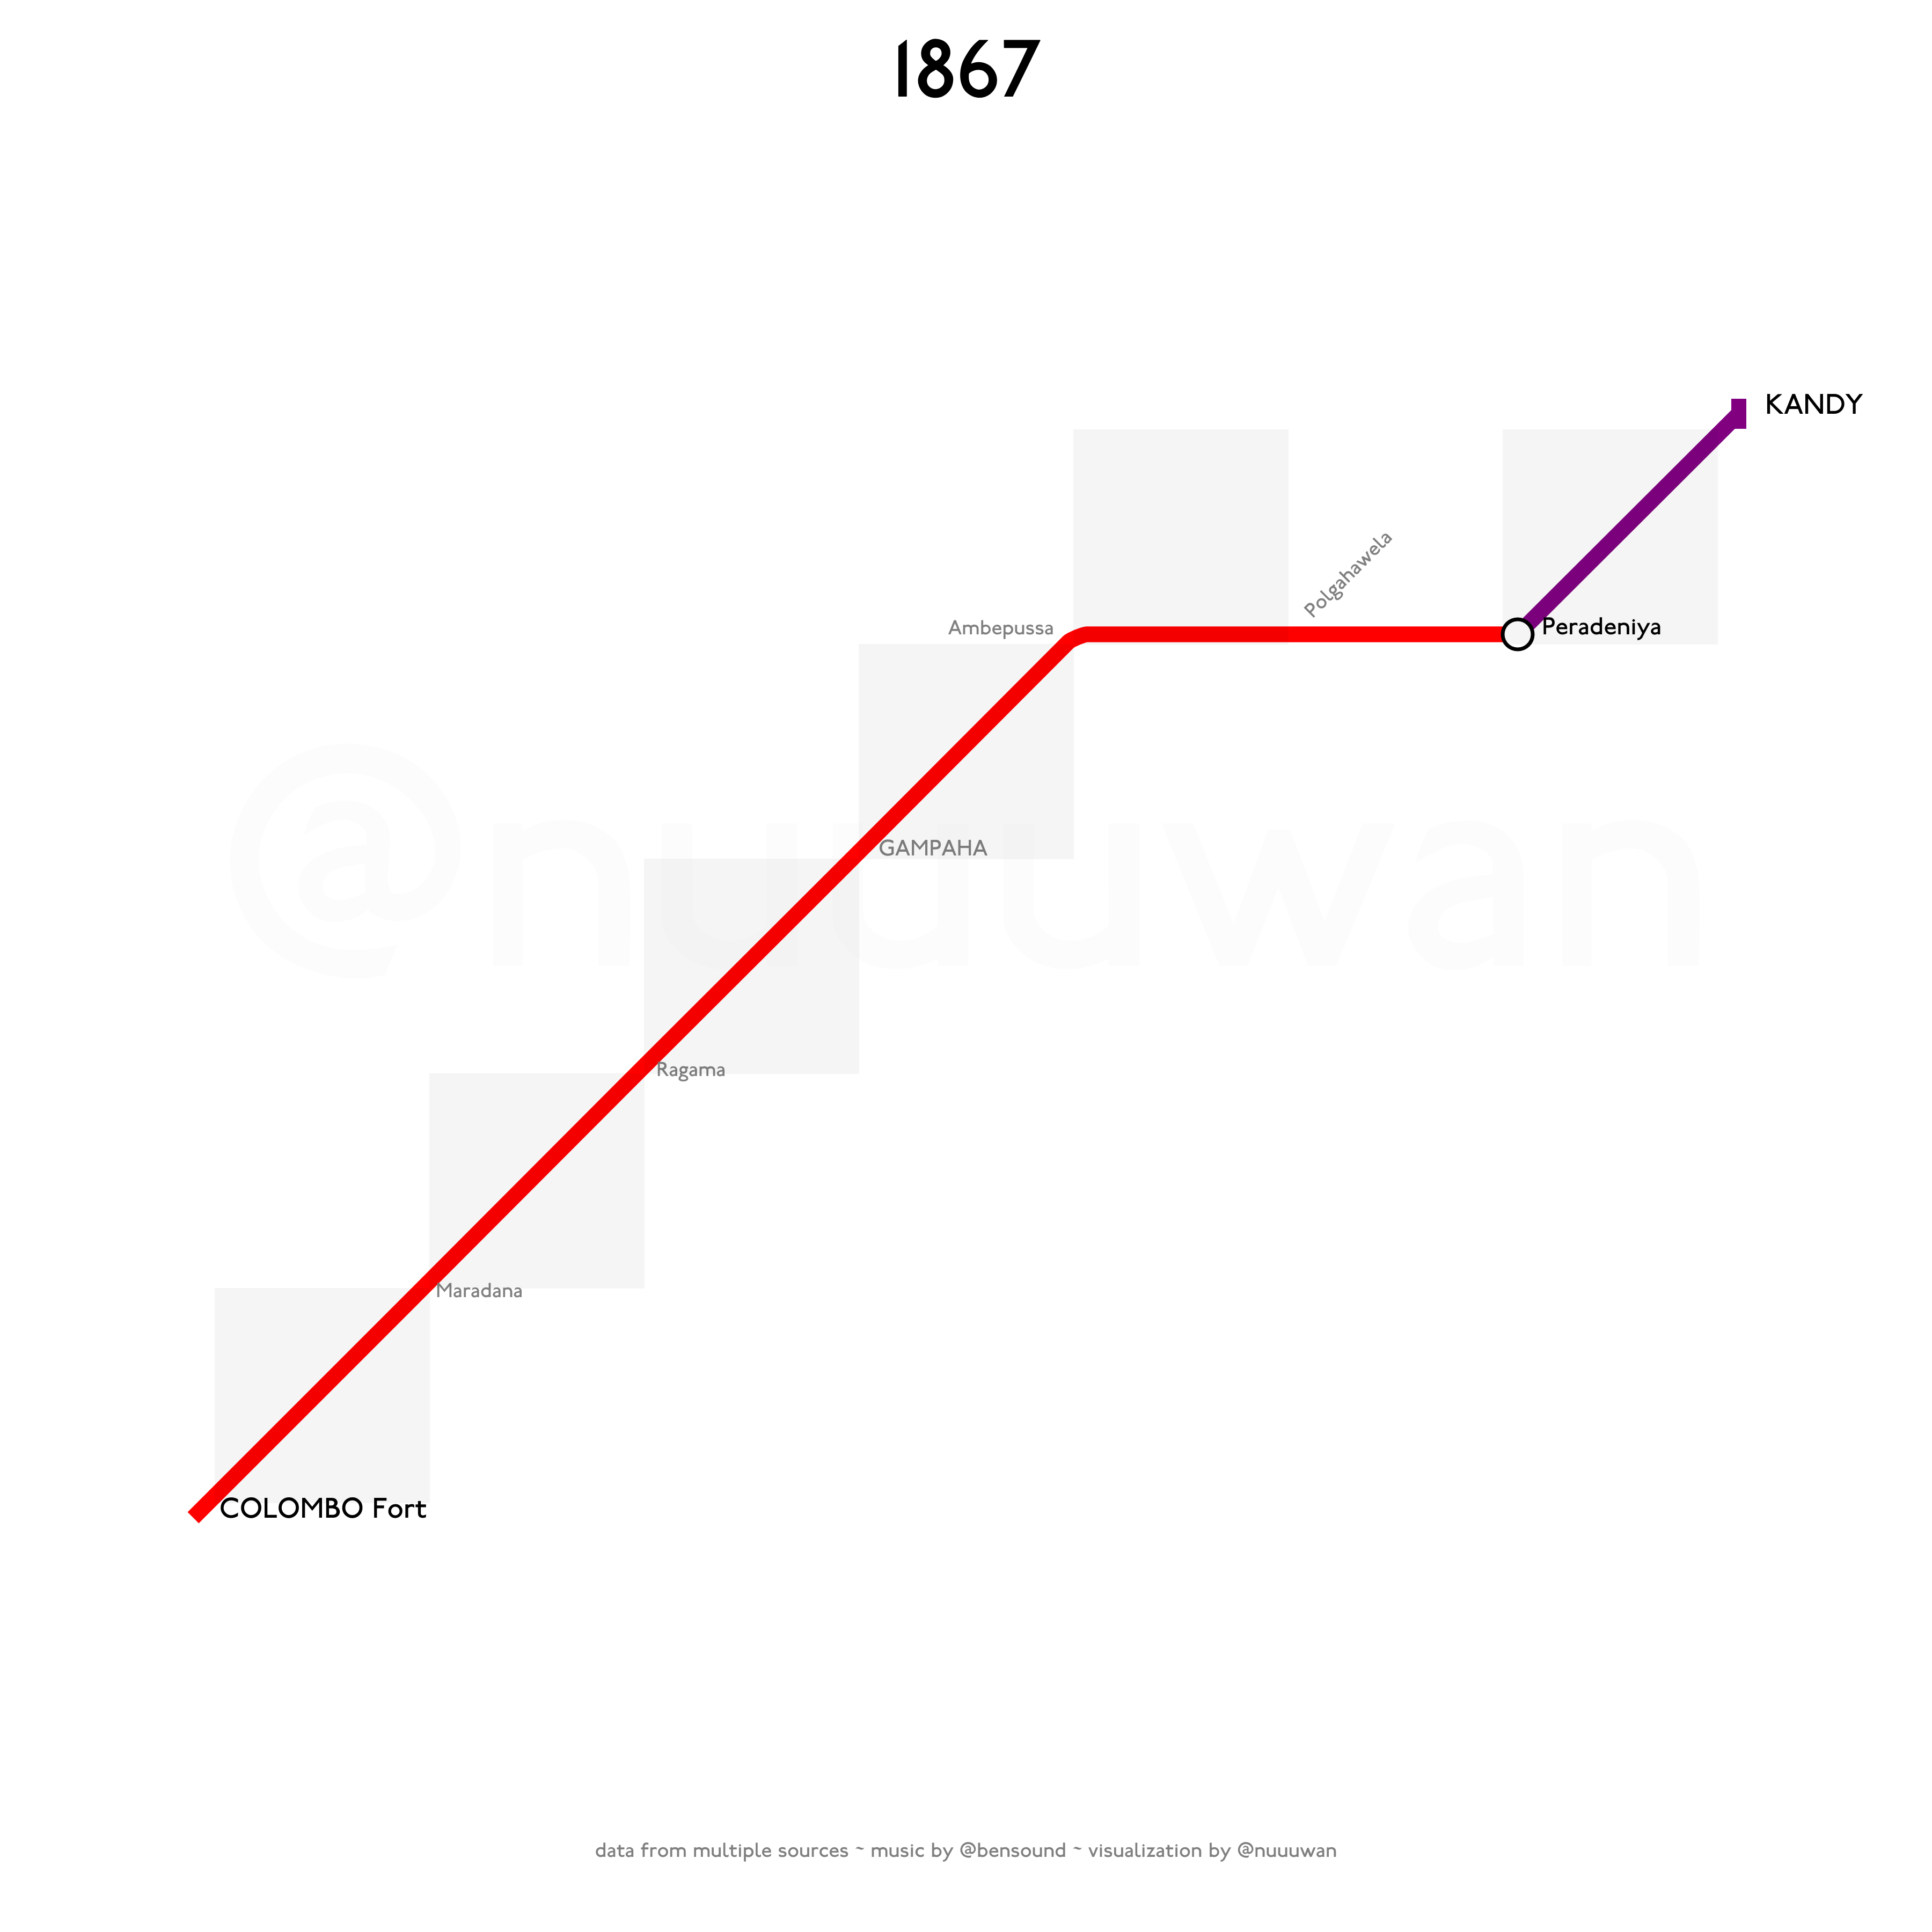 1867
KANDY
Polgahawela
Ambepussa
Peradeniya
GAMPAHA
@nuuuwan
Ragama
Maradana
COLOMBO Fort
data from multiple sources ~ music by @bensound ~ visualization by @nuuuwan